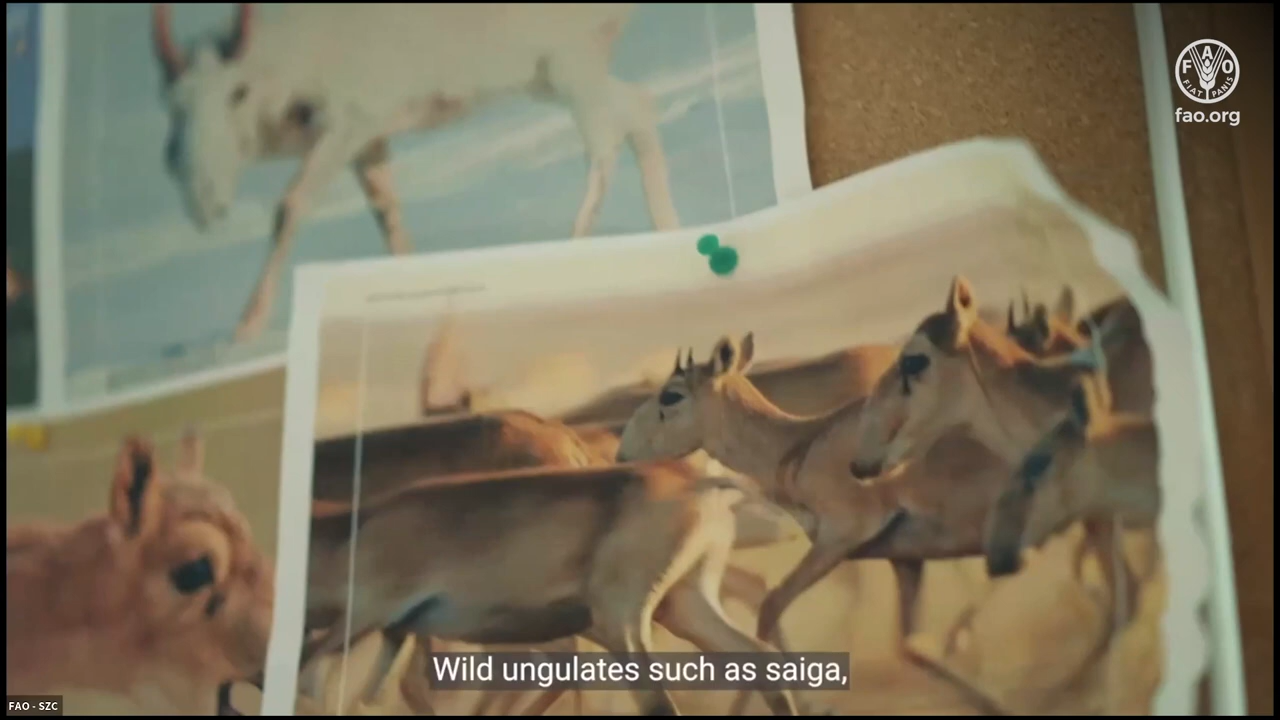 F A O
FIAT PANIS
fao.org
Wild ungulates such as saiga,
FAO - SZC